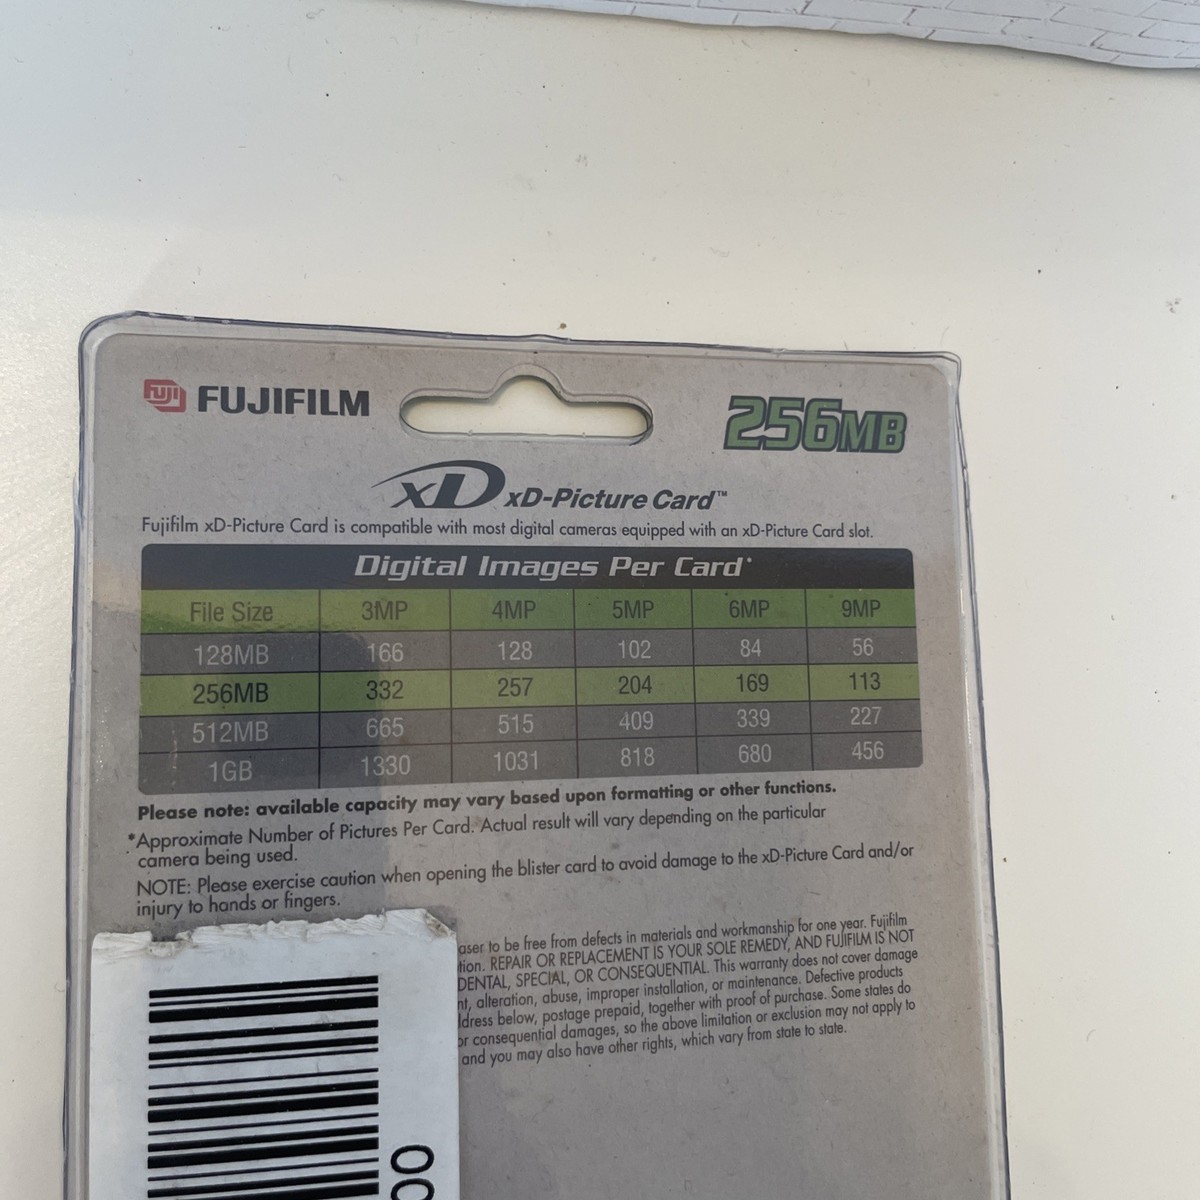 FUJI FUJIFILM
256MB
xD xD-Picture Card™
Fujifilm xD-Picture Card is compatible with most digital cameras equipped with an xD-Picture Card slot.
Digital Images Per Card*
File Size 3MP 4MP 5MP 6MP 9MP
128MB 166 128 102 84 56
256MB 332 257 204 169 113
512MB 665 515 409 339 227
1GB 1330 1031 818 680 456
Please note: available capacity may vary based upon formatting or other functions.
*Approximate Number of Pictures Per Card. Actual result will vary depending on the particular
camera being used.
NOTE: Please exercise caution when opening the blister card to avoid damage to the xD-Picture Card and/or
injury to hands or fingers.
aser to be free from defects in materials and workmanship for one year. Fujifilm
tion. REPAIR OR REPLACEMENT IS YOUR SOLE REMEDY, AND FUJIFILM IS NOT
DENTAL, SPECIAL, OR CONSEQUENTIAL. This warranty does not cover damage
nt, alteration, abuse, improper installation, or maintenance. Defective products
dress below, postage prepaid, together with proof of purchase. Some states do
or consequential damages, so the above limitation or exclusion may not apply to
and you may also have other rights, which vary from state to state.
00